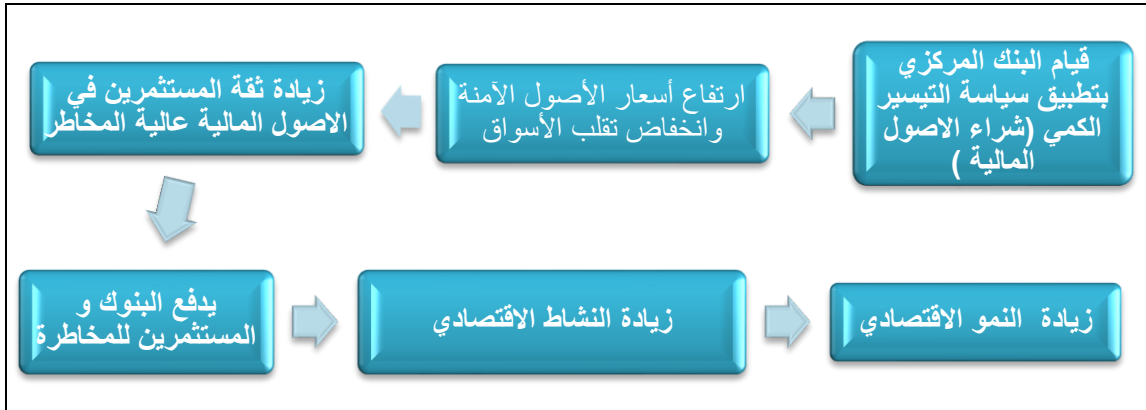 قيام البنك المركزي
بتطبيق سياسة التيسير
الكمي (شراء الاصول
المالية )
ارتفاع أسعار الأصول الآمنة
وانخفاض تقلب الأسواق
زيادة ثقة المستثمرين في
الاصول المالية عالية المخاطر
يدفع البنوك و
المستثمرين للمخاطرة
زيادة النشاط الاقتصادي
زيادة النمو الاقتصادي